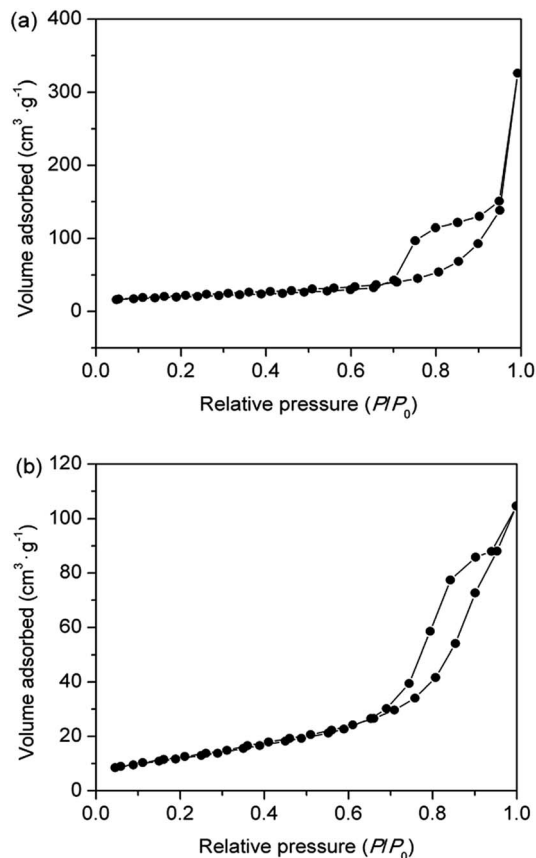 (a)
400
300
200
100
0
Volume adsorbed (cm³·g⁻¹)
0.0 0.2 0.4 0.6 0.8 1.0
Relative pressure (P/P₀)
(b)
120
100
80
60
40
20
0
Volume adsorbed (cm³·g⁻¹)
0.0 0.2 0.4 0.6 0.8 1.0
Relative pressure (P/P₀)